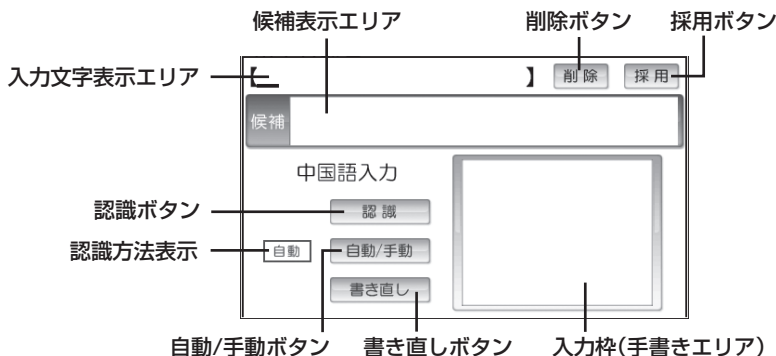 候補表示エリア 削除ボタン 採用ボタン
入力文字表示エリア 【 】 削除 採用
候補
中国語入力
認識ボタン 認識
認識方法表示 自動 自動/手動
書き直し
自動/手動ボタン 書き直しボタン 入力枠(手書きエリア)